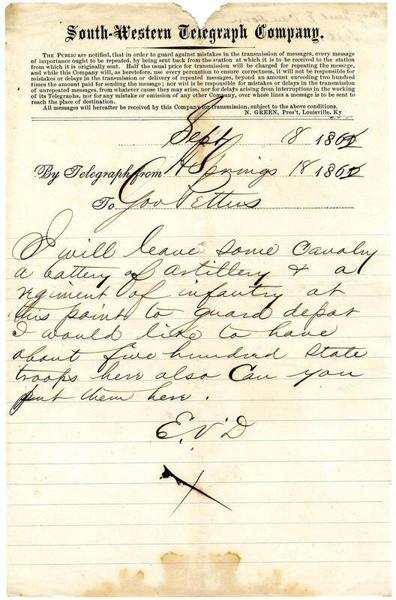 South-Western Telegraph Company.
THE PUBLIC are notified, that in order to guard against mistakes in the transmission of messages, every message
of importance ought to be repeated, by being sent back from the station at which it is to be received to the station
from which it is originally sent. Half the usual price for transmission will be charged for repeating the message,
and while this Company will, as heretofore, use every precaution to ensure correctness, it will not be responsible for
mistakes or delays in the transmission or delivery of repeated messages, beyond an amount exceeding two hundred
times the amount paid for sending the message; nor will it be responsible for mistakes or delays in the transmission
of unrepeated messages, from whatever cause they may arise, nor for delays arising from interruptions in the working
of its Telegraphs, nor for any mistake or omission of any other Company, over whose lines a message is to be sent to
reach the place of destination.
All messages will hereafter be received by this Company for transmission, subject to the above conditions.
N. GREEN, Pres't, Louisville, Ky
Sept 18 1862
By Telegraph from H Springs 18 1862
To Gov Pettus
I will leave some Cavalry
a battery of artillery & a
regiment of infantry at
this point to guard depot
I would like to have
about five hundred State
troops here also Can you
put them here.
E.V.D
X